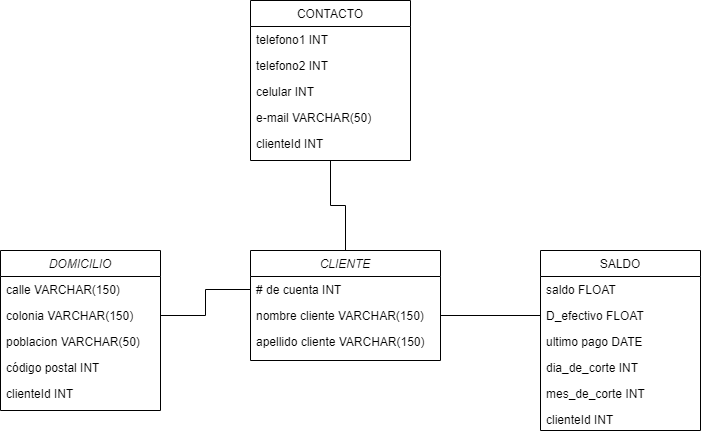 CONTACTO
telefono1 INT
telefono2 INT
celular INT
e-mail VARCHAR(50)
clienteId INT
DOMICILIO
calle VARCHAR(150)
colonia VARCHAR(150)
poblacion VARCHAR(50)
código postal INT
clienteId INT
CLIENTE
# de cuenta INT
nombre cliente VARCHAR(150)
apellido cliente VARCHAR(150)
SALDO
saldo FLOAT
D_efectivo FLOAT
ultimo pago DATE
dia_de_corte INT
mes_de_corte INT
clienteId INT